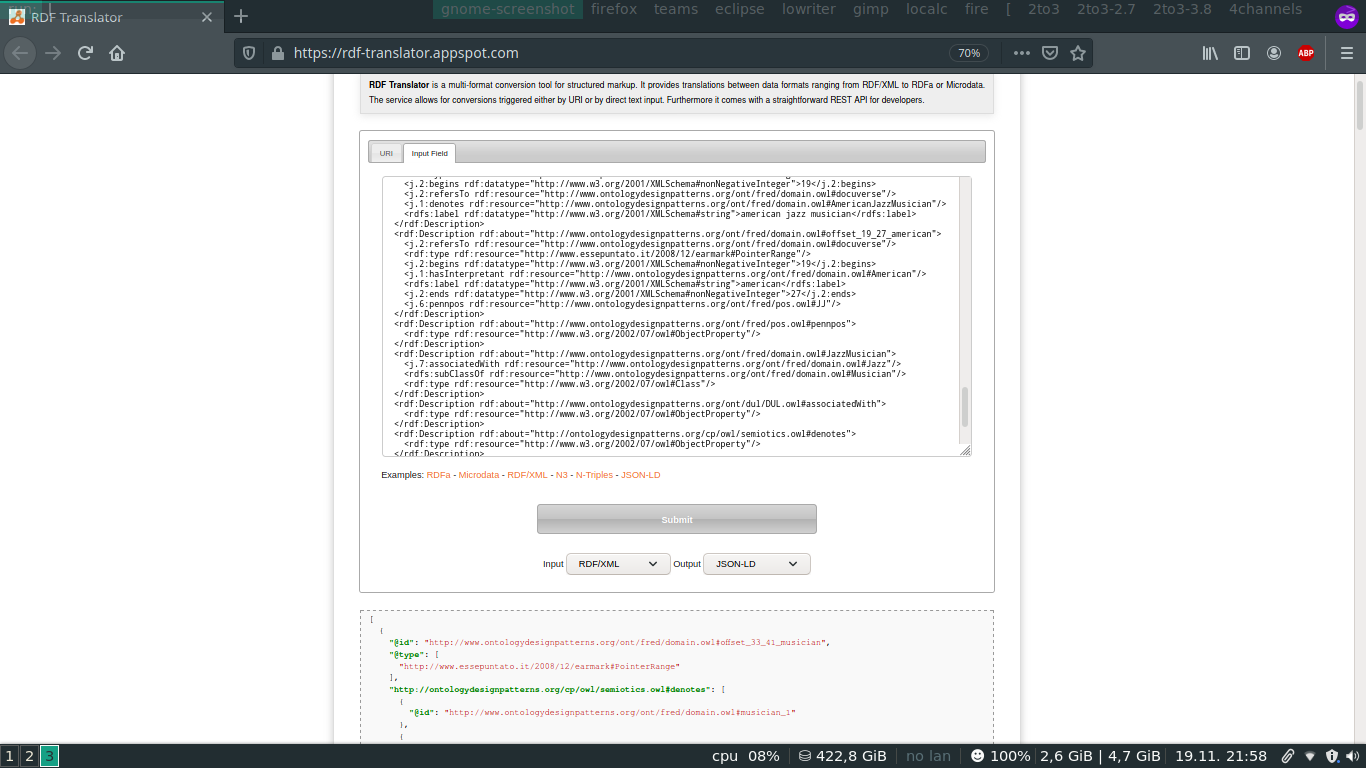 run: gnome-screenshot firefox teams eclipse lowriter gimp localc fire [ 2to3 2to3-2.7 2to3-3.8 4channels
RDF Translator
https://rdf-translator.appspot.com 70% ABP
RDF Translator is a multi-format conversion tool for structured markup. It provides translations between data formats ranging from RDF/XML to RDFa or Microdata.
The service allows for conversions triggered either by URI or by direct text input. Furthermore it comes with a straightforward REST API for developers.
URI Input Field
<j.2:begins rdf:datatype="http://www.w3.org/2001/XMLSchema#nonNegativeInteger">19</j.2:begins>
<j.2:refersTo rdf:resource="http://www.ontologydesignpatterns.org/ont/fred/domain.owl#docuverse"/>
<j.1:denotes rdf:resource="http://www.ontologydesignpatterns.org/ont/fred/domain.owl#AmericanJazzMusician"/>
<rdfs:label rdf:datatype="http://www.w3.org/2001/XMLSchema#string">american jazz musician</rdfs:label>
</rdf:Description>
<rdf:Description rdf:about="http://www.ontologydesignpatterns.org/ont/fred/domain.owl#offset_19_27_american">
<j.2:refersTo rdf:resource="http://www.ontologydesignpatterns.org/ont/fred/domain.owl#docuverse"/>
<rdf:type rdf:resource="http://www.essepuntato.it/2008/12/earmark#PointerRange"/>
<j.2:begins rdf:datatype="http://www.w3.org/2001/XMLSchema#nonNegativeInteger">19</j.2:begins>
<j.1:hasInterpretant rdf:resource="http://www.ontologydesignpatterns.org/ont/fred/domain.owl#American"/>
<rdfs:label rdf:datatype="http://www.w3.org/2001/XMLSchema#string">american</rdfs:label>
<j.2:ends rdf:datatype="http://www.w3.org/2001/XMLSchema#nonNegativeInteger">27</j.2:ends>
<j.6:pennpos rdf:resource="http://www.ontologydesignpatterns.org/ont/fred/pos.owl#JJ"/>
</rdf:Description>
<rdf:Description rdf:about="http://www.ontologydesignpatterns.org/ont/fred/pos.owl#pennpos">
<rdf:type rdf:resource="http://www.w3.org/2002/07/owl#ObjectProperty"/>
</rdf:Description>
<rdf:Description rdf:about="http://www.ontologydesignpatterns.org/ont/fred/domain.owl#JazzMusician">
<j.7:associatedWith rdf:resource="http://www.ontologydesignpatterns.org/ont/fred/domain.owl#Jazz"/>
<rdfs:subClassOf rdf:resource="http://www.ontologydesignpatterns.org/ont/fred/domain.owl#Musician"/>
<rdf:type rdf:resource="http://www.w3.org/2002/07/owl#Class"/>
</rdf:Description>
<rdf:Description rdf:about="http://www.ontologydesignpatterns.org/ont/dul/DUL.owl#associatedWith">
<rdf:type rdf:resource="http://www.w3.org/2002/07/owl#ObjectProperty"/>
</rdf:Description>
<rdf:Description rdf:about="http://ontologydesignpatterns.org/cp/owl/semiotics.owl#denotes">
<rdf:type rdf:resource="http://www.w3.org/2002/07/owl#ObjectProperty"/>
</rdf:Description>
Examples: RDFa - Microdata - RDF/XML - N3 - N-Triples - JSON-LD
Submit
Input RDF/XML Output JSON-LD
[
{
"@id": "http://www.ontologydesignpatterns.org/ont/fred/domain.owl#offset_33_41_musician",
"@type": [
"http://www.essepuntato.it/2008/12/earmark#PointerRange"
],
"http://ontologydesignpatterns.org/cp/owl/semiotics.owl#denotes": [
{
"@id": "http://www.ontologydesignpatterns.org/ont/fred/domain.owl#musician_1"
},
{
1 2 3 cpu 08% 422,8 GiB no lan 100% 2,6 GiB | 4,7 GiB 19.11. 21:58